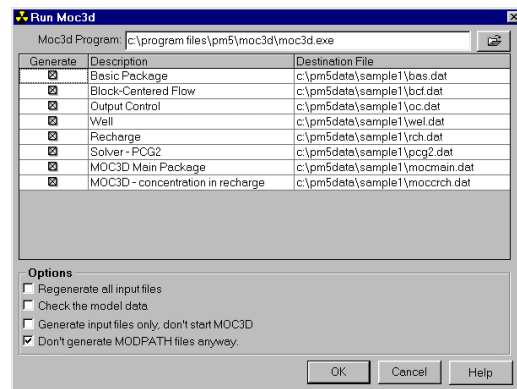 Run Moc3d
Moc3d Program: c:\program files\pm5\moc3d\moc3d.exe
Generate Description Destination File
Basic Package c:\pm5data\sample1\bas.dat
Block-Centered Flow c:\pm5data\sample1\bcf.dat
Output Control c:\pm5data\sample1\oc.dat
Well c:\pm5data\sample1\wel.dat
Recharge c:\pm5data\sample1\rch.dat
Solver - PCG2 c:\pm5data\sample1\pcg2.dat
MOC3D Main Package c:\pm5data\sample1\mocmain.dat
MOC3D - concentration in recharge c:\pm5data\sample1\moccrch.dat
Options
Regenerate all input files
Check the model data
Generate input files only, don't start MOC3D
Don't generate MODPATH files anyway.
OK Cancel Help